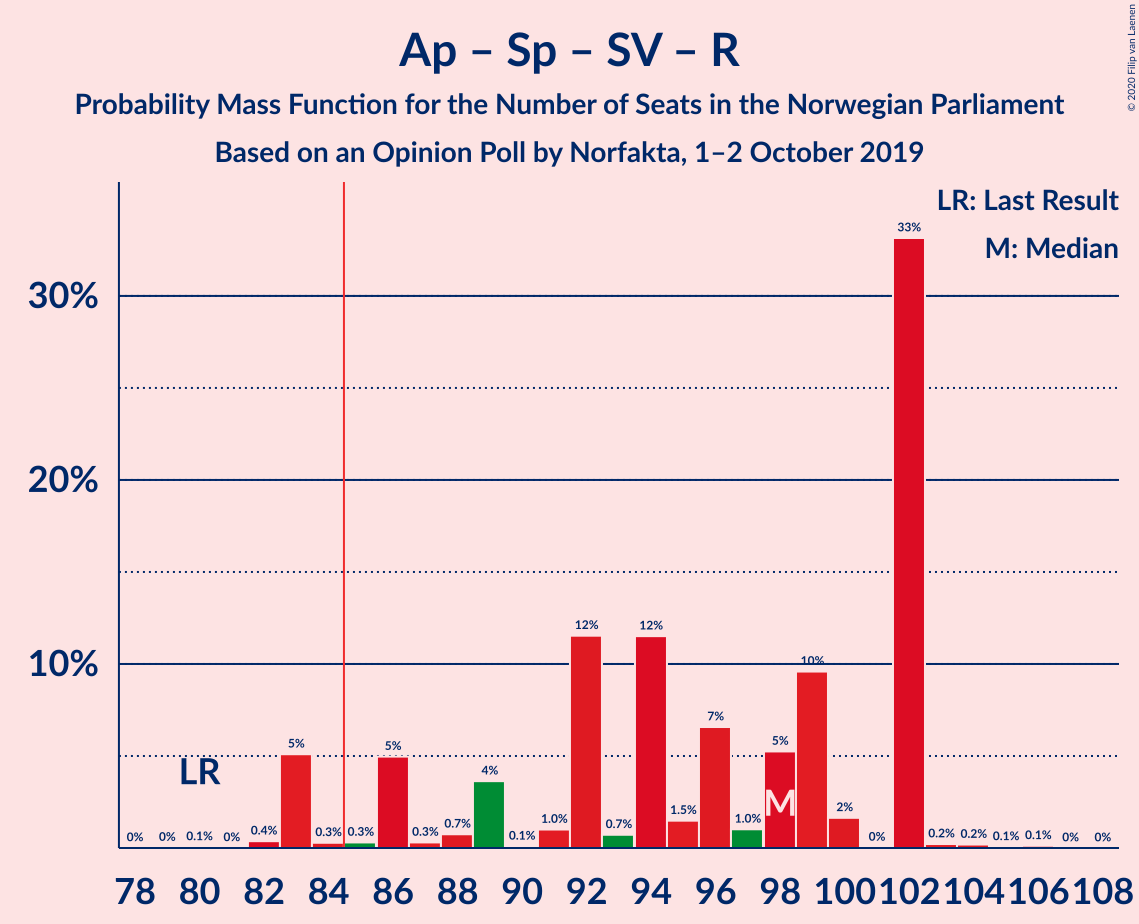 Ap – Sp – SV – R
Probability Mass Function for the Number of Seats in the Norwegian Parliament
Based on an Opinion Poll by Norfakta, 1–2 October 2019
© 2020 Filip van Laenen
LR: Last Result
M: Median
30%
20%
10%
LR
M
0% 0% 0.1% 0% 0.4% 5% 0.3% 0.3% 5% 0.3% 0.7% 4% 0.1% 1.0% 12% 0.7% 12% 1.5% 7% 1.0% 5% 10% 2% 0% 33% 0.2% 0.2% 0.1% 0.1% 0% 0%
78 80 82 84 86 88 90 92 94 96 98 100 102 104 106 108